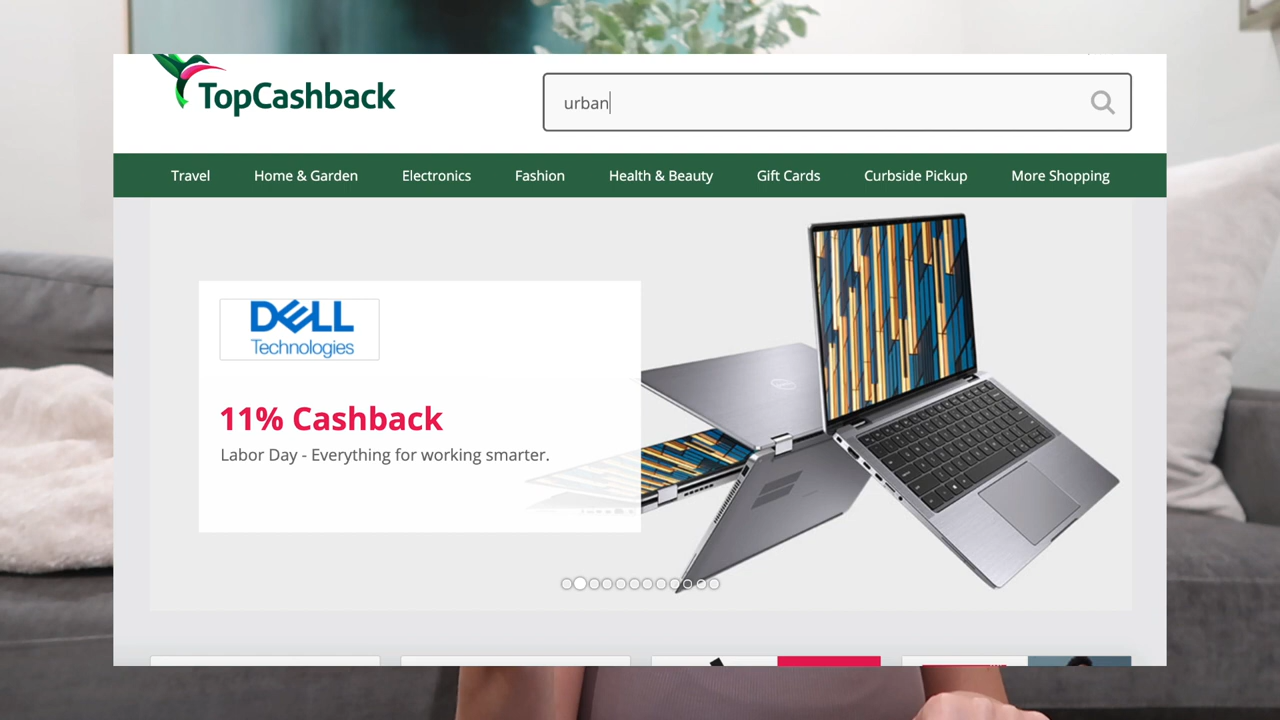 TopCashback
urban
Travel Home & Garden Electronics Fashion Health & Beauty Gift Cards Curbside Pickup More Shopping
DELL
Technologies
11% Cashback
Labor Day - Everything for working smarter.